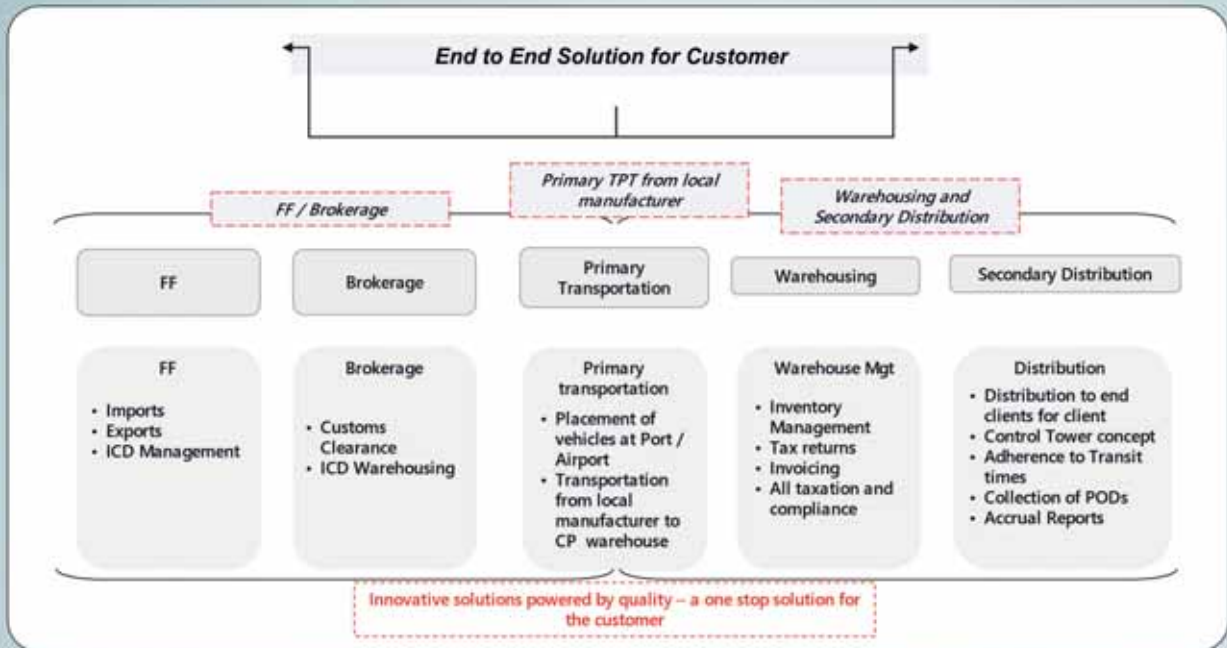 End to End Solution for Customer
Primary TPT from local
manufacturer
FF / Brokerage
Warehousing and
Secondary Distribution
FF
Brokerage
Primary
Transportation
Warehousing
Secondary Distribution
FF
• Imports
• Exports
• ICD Management
Brokerage
• Customs
Clearance
• ICD Warehousing
Primary
transportation
• Placement of
vehicles at Port /
Airport
• Transportation
from local
manufacturer to
CP warehouse
Warehouse Mgt
• Inventory
Management
• Tax returns
• Invoicing
• All taxation and
compliance
Distribution
• Distribution to end
clients for client
• Control Tower concept
• Adherence to Transit
times
• Collection of PODs
• Accrual Reports
Innovative solutions powered by quality – a one stop solution for
the customer